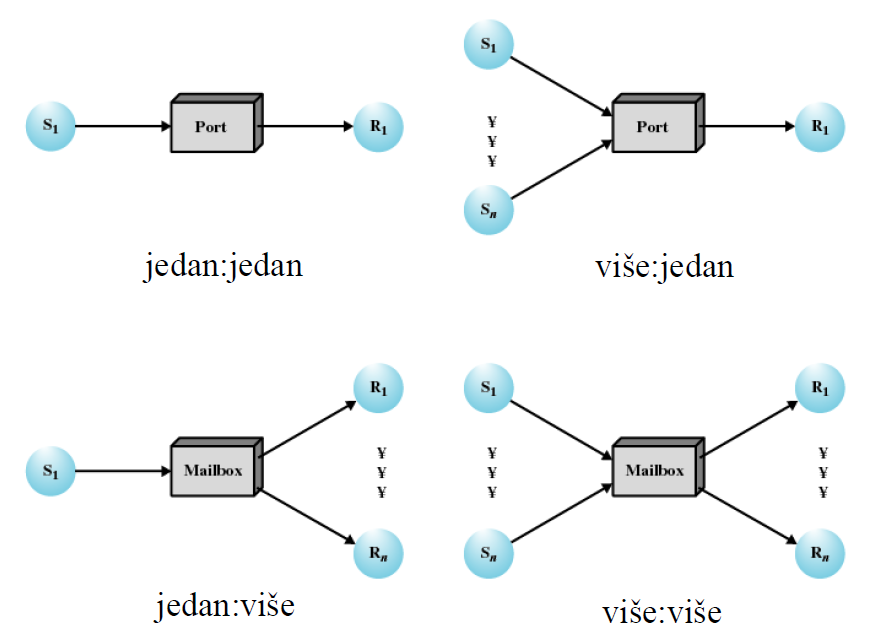 S1 Port R1
jedan:jedan
S1
¥
¥
¥
Sn
Port R1
više:jedan
S1 Mailbox
R1
¥
¥
¥
Rn
jedan:više
S1
¥
¥
¥
Sn
Mailbox
R1
¥
¥
¥
Rn
više:više